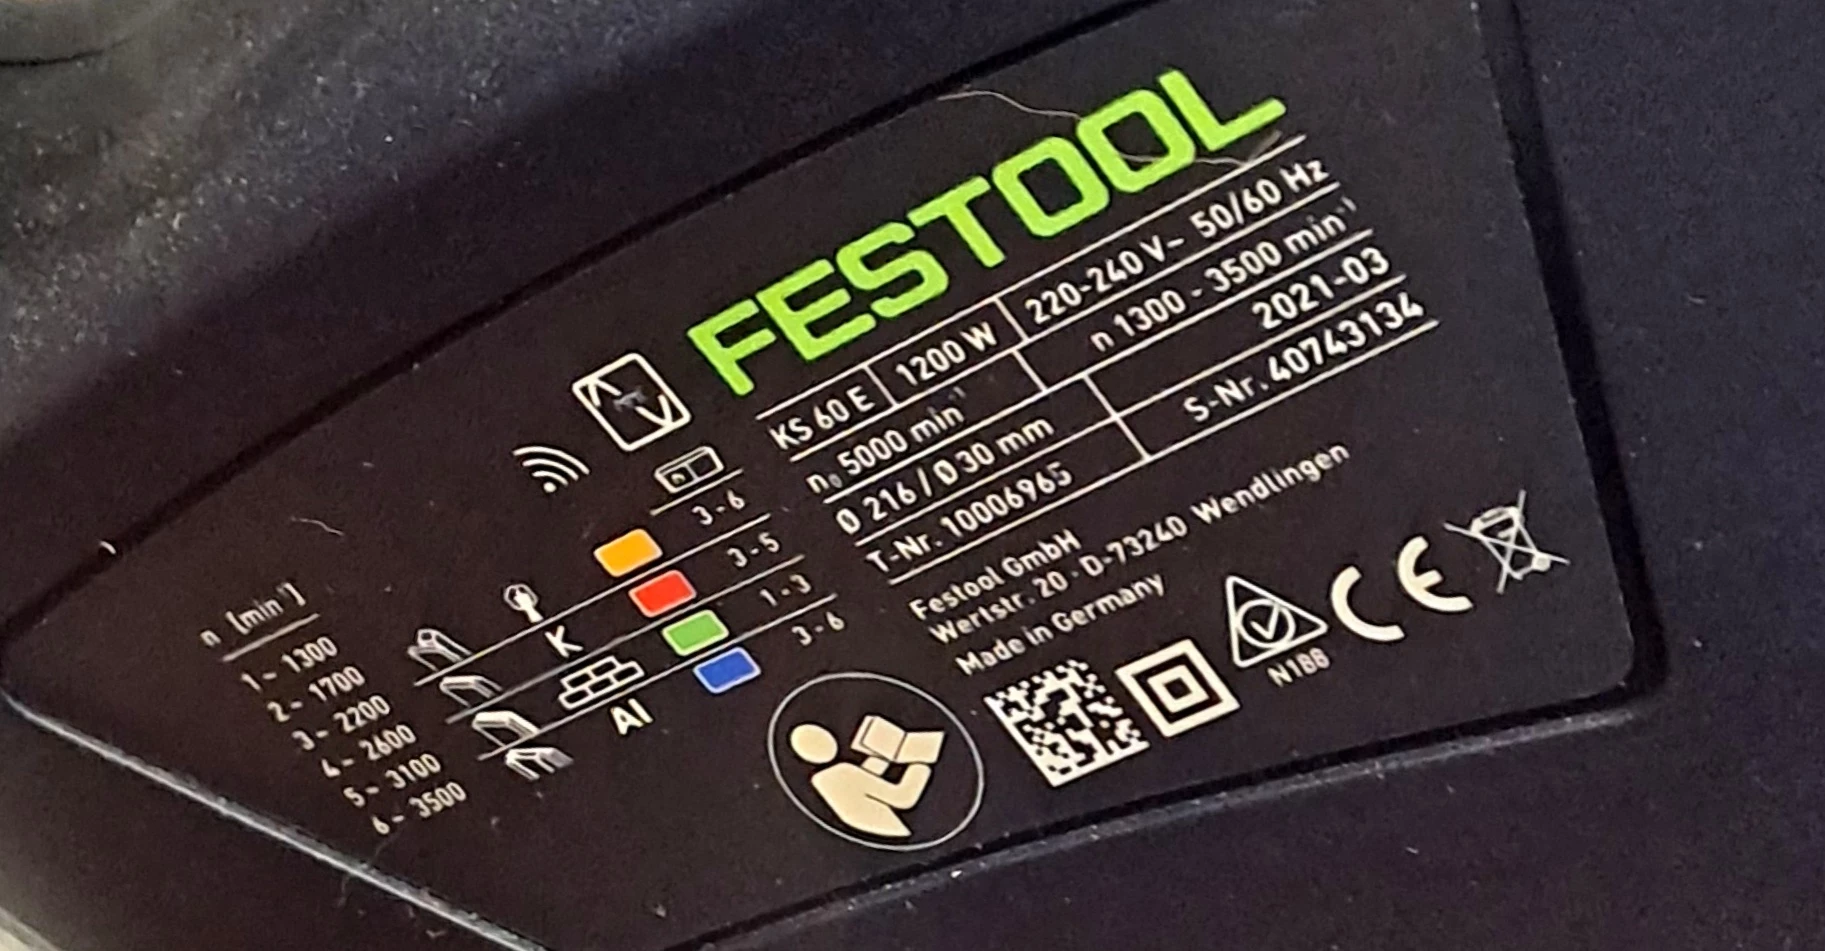 FESTOOL
KS 60 E 1200 W 220-240 V~ 50/60 Hz
n₀ 5000 min⁻¹ n 1300 - 3500 min⁻¹
Ø 216 / Ø 30 mm 2021-03
T-Nr. 10006965 S-Nr. 40743134
Festool GmbH
Wertstr. 20 · D-73240 Wendlingen
Made in Germany
N188
n [min⁻¹]
1 ~ 1300
2 ~ 1700
3 ~ 2200
4 ~ 2600
5 ~ 3100
6 ~ 3500
3 - 6
K 3 - 5
1 - 3
Al 3 - 6
CE